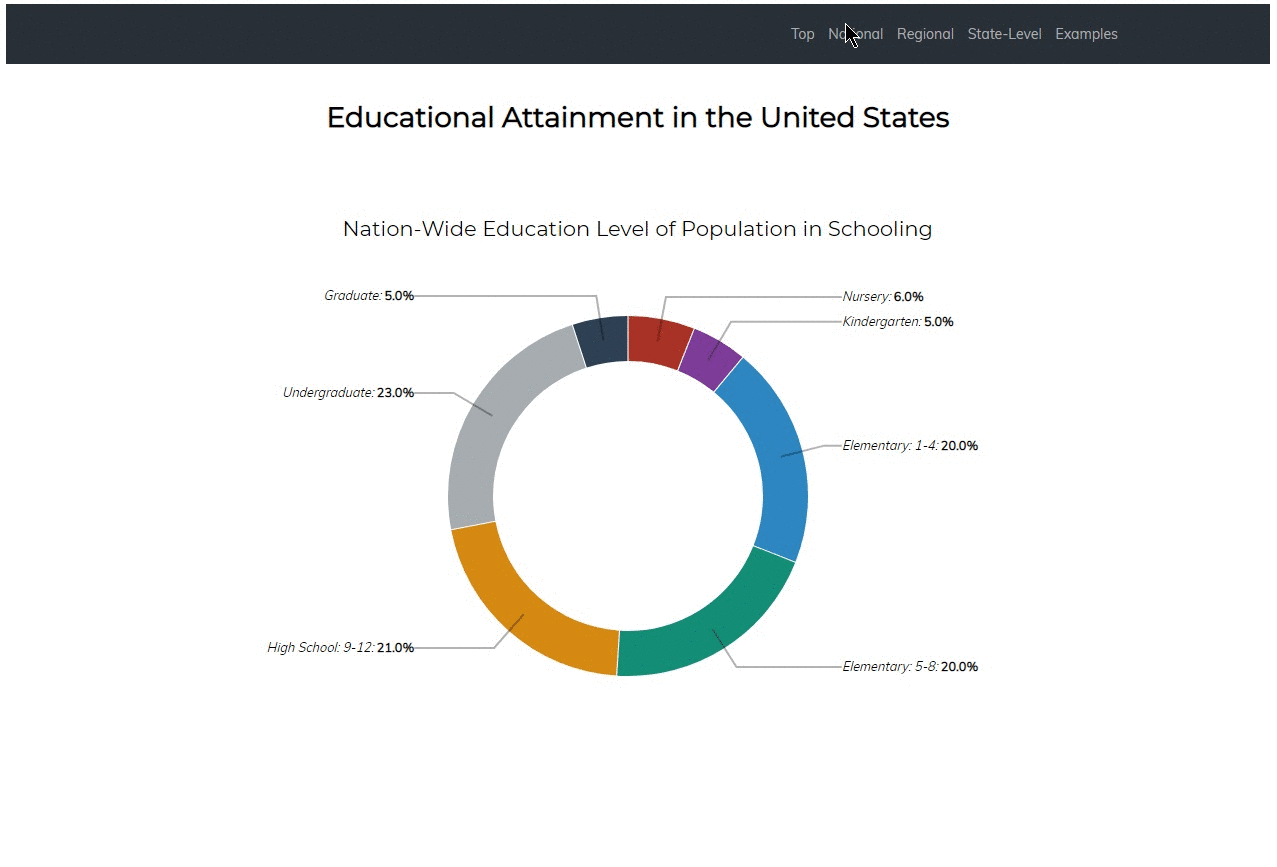 Top National Regional State-Level Examples
Educational Attainment in the United States
Nation-Wide Education Level of Population in Schooling
Graduate: 5.0%
Nursery: 6.0%
Kindergarten: 5.0%
Undergraduate: 23.0%
Elementary: 1-4: 20.0%
High School: 9-12: 21.0%
Elementary: 5-8: 20.0%